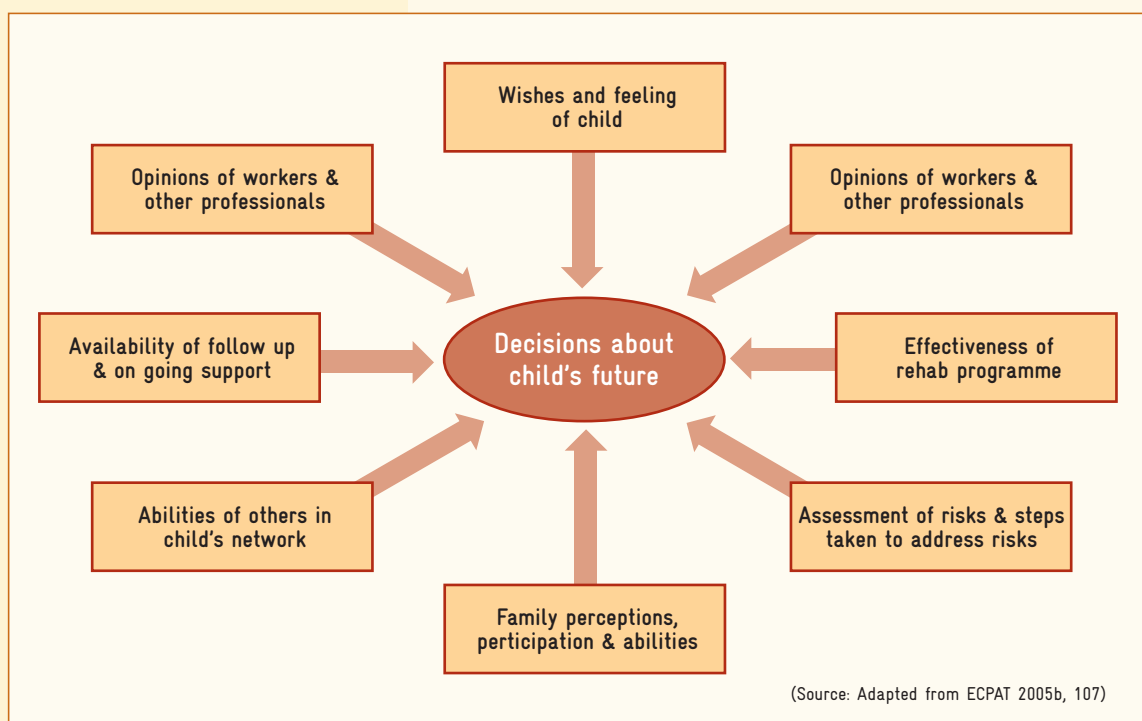 Wishes and feeling
of child
Opinions of workers &
other professionals
Opinions of workers &
other professionals
Availability of follow up
& on going support
Decisions about
child's future
Effectiveness of
rehab programme
Abilities of others in
child's network
Assessment of risks & steps
taken to address risks
Family perceptions,
perticipation & abilities
(Source: Adapted from ECPAT 2005b, 107)